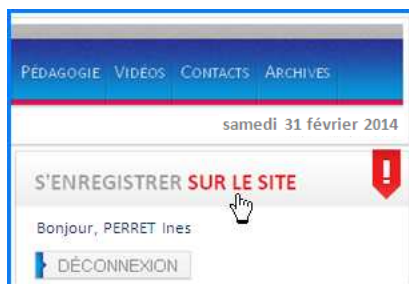 PÉDAGOGIE VIDÉOS CONTACTS ARCHIVES
samedi 31 février 2014
S'ENREGISTRER SUR LE SITE
!
Bonjour, PERRET Ines
DÉCONNEXION